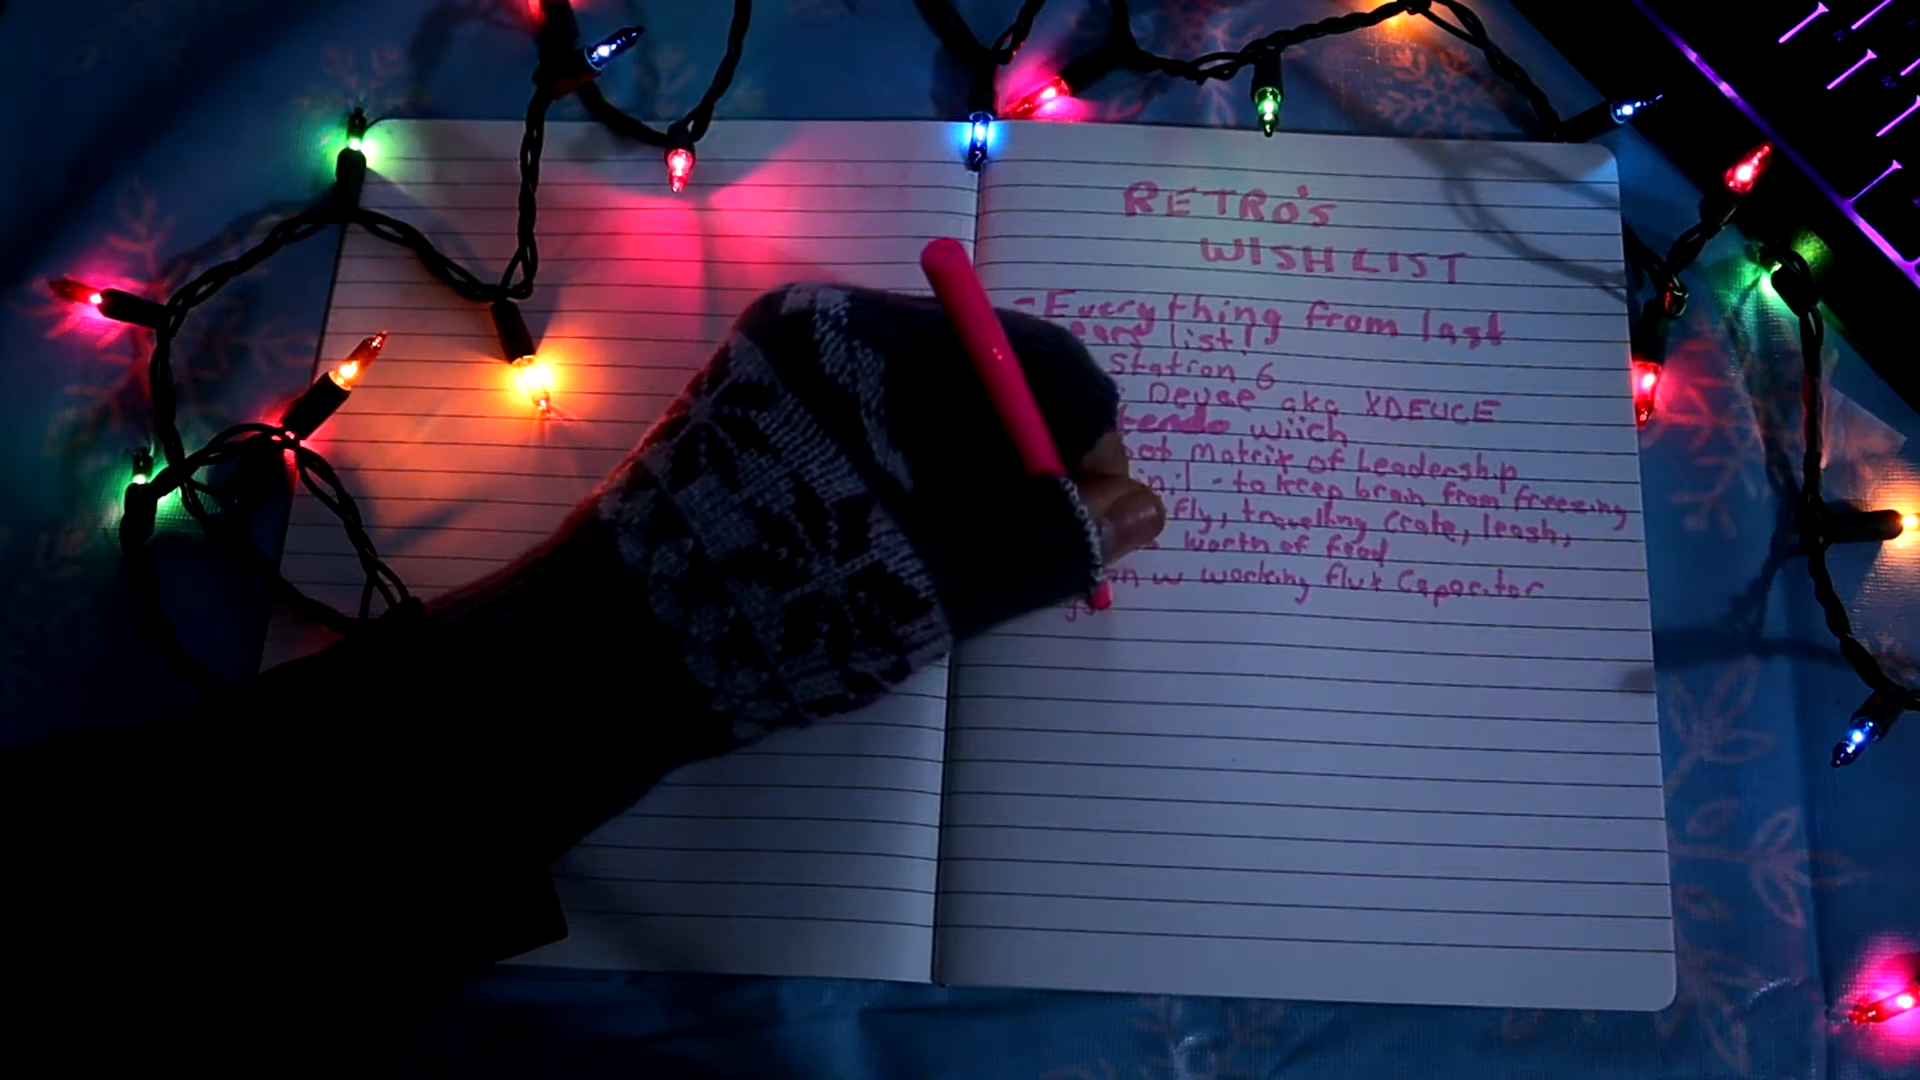 RETRO'S
WISHLIST
- Everything from last
list!
Station 6
Deuce aka XDEUCE
wiich
Matrix of Leadership
- to keep brain from freezing
Fly, travelling crate, leash,
worth of food
w working flux capacitor